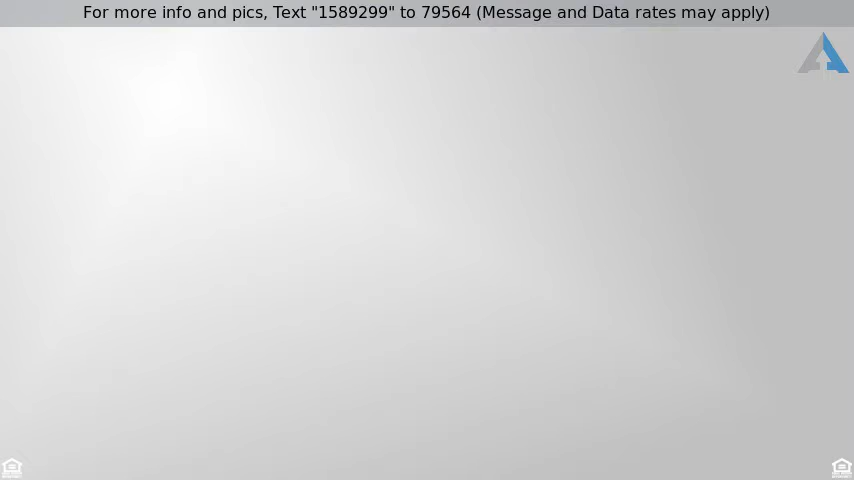 For more info and pics, Text "1589299" to 79564 (Message and Data rates may apply)